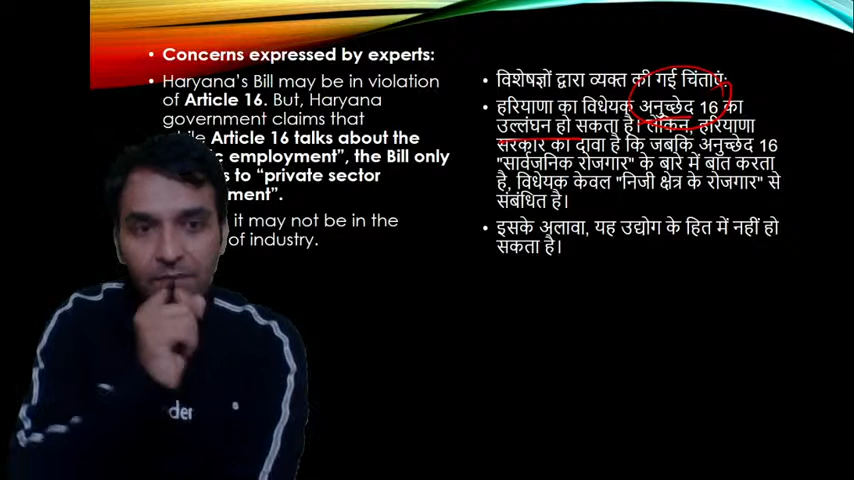 Concerns expressed by experts:
Haryana's Bill may be in violation
of Article 16. But, Haryana
government claims that
Article 16 talks about the
employment", the Bill only
to "private sector
it may not be in the
of industry.
विशेषज्ञों द्वारा व्यक्त की गई चिंताएं:
हरियाणा का विधेयक अनुच्छेद 16 का
उल्लंघन हो सकता है। लेकिन, हरियाणा
सरकार का दावा है कि जबकि अनुच्छेद 16
"सार्वजनिक रोजगार" के बारे में बात करता
है, विधेयक केवल "निजी क्षेत्र के रोजगार" से
संबंधित है।
इसके अलावा, यह उद्योग के हित में नहीं हो
सकता है।